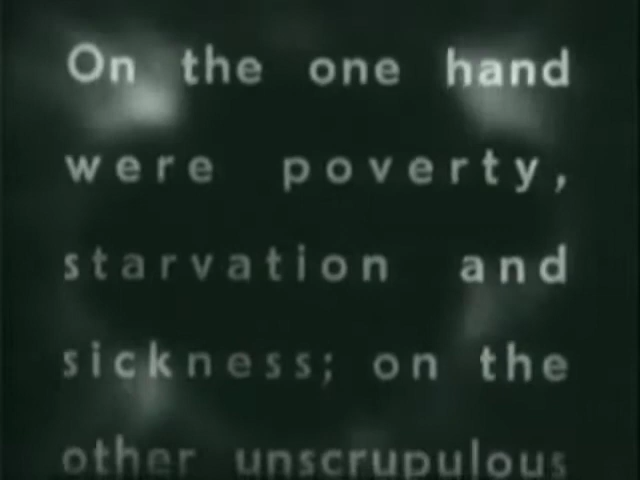 On the one hand
were poverty,
starvation and
sickness; on the
other unscrupulous